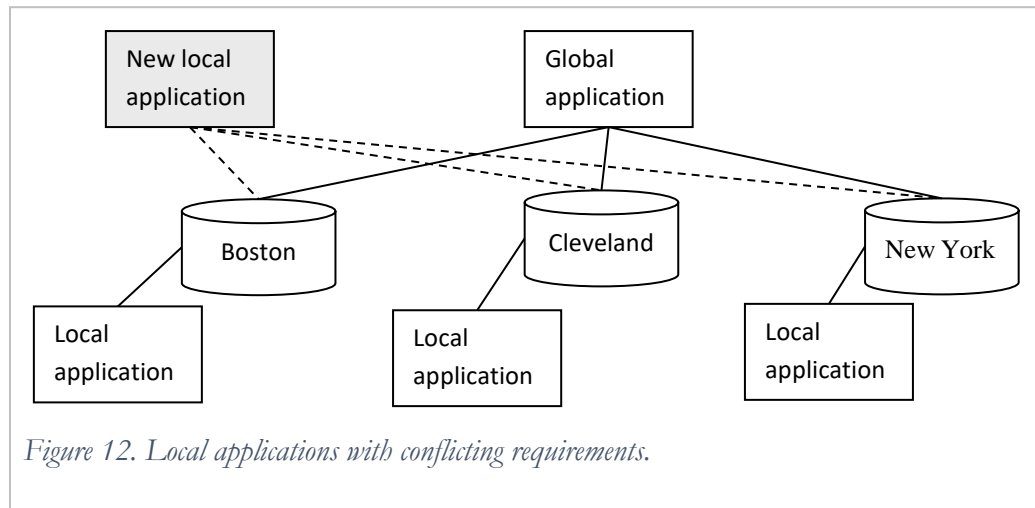 New local
application
Global
application
Boston
Cleveland
New York
Local
application
Local
application
Local
application
Figure 12. Local applications with conflicting requirements.